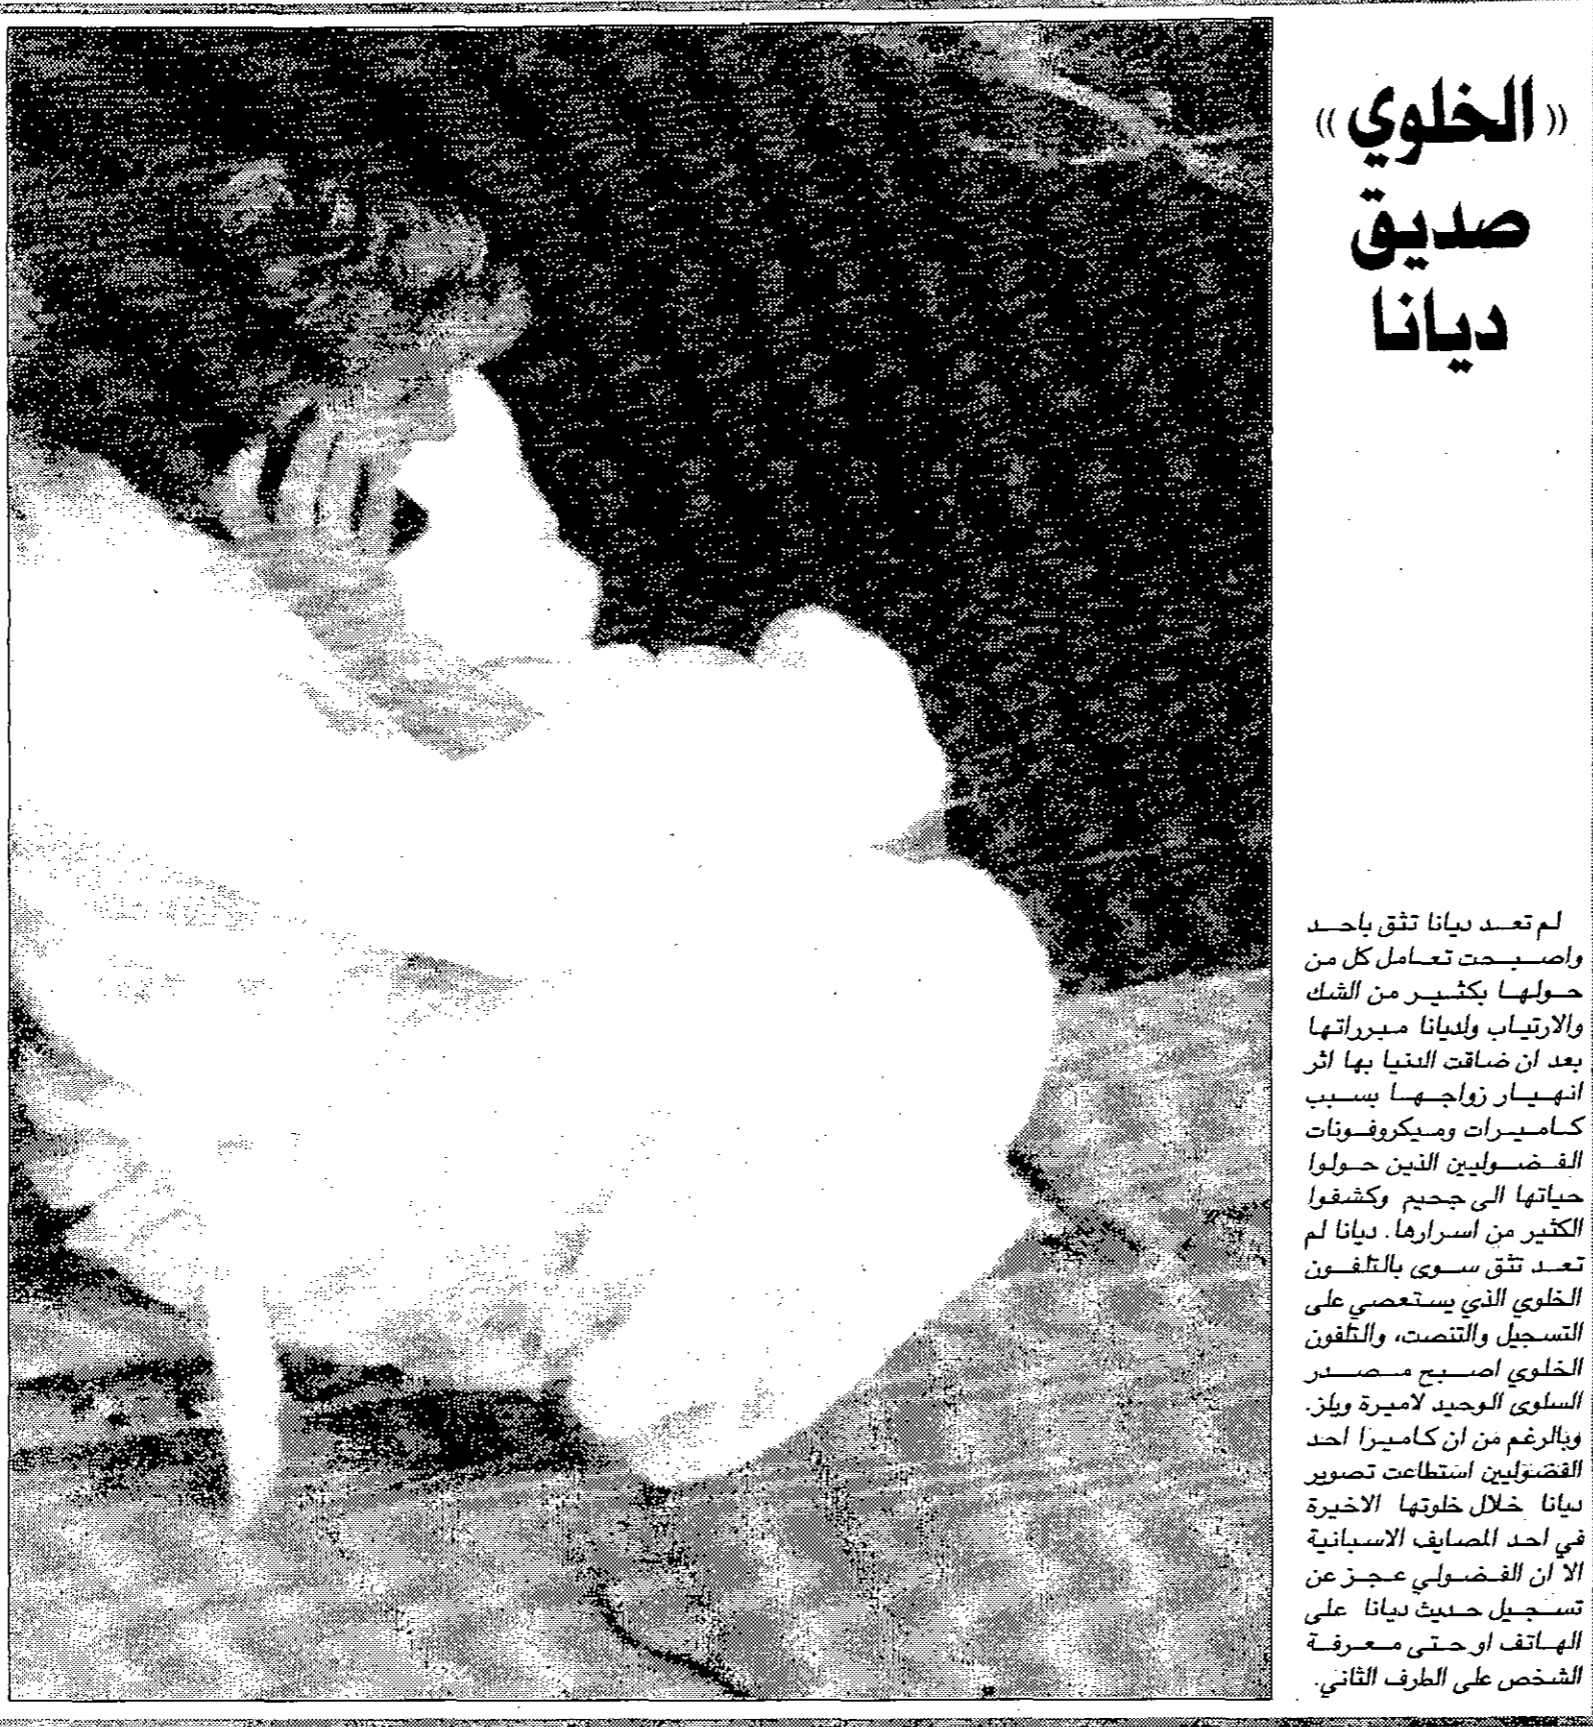 «الخلوي»
صديق
ديانا
لم تعد ديانا تثق باحد
واصبحت تعامل كل من
حولها بكثير من الشك
والارتياب ولديانا مبرراتها
بعد ان ضاقت الدنيا بها اثر
انهيار زواجها بسبب
كاميرات وميكروفونات
الفضوليين الذين حولوا
حياتها الى جحيم وكشفوا
الكثير من اسرارها. ديانا لم
تعد تثق سوى بالتلفون
الخلوي الذي يستعصي على
التسجيل والتنصت، والتلفون
الخلوي اصبح مصدر
السلوى الوحيد لاميرة ويلز.
وبالرغم من ان كاميرا احد
الفضوليين استطاعت تصوير
ديانا خلال خلوتها الاخيرة
في احد المصايف الاسبانية
الا ان الفضولي عجز عن
تسجيل حديث ديانا على
الهاتف او حتى معرفة
الشخص على الطرف الثاني.